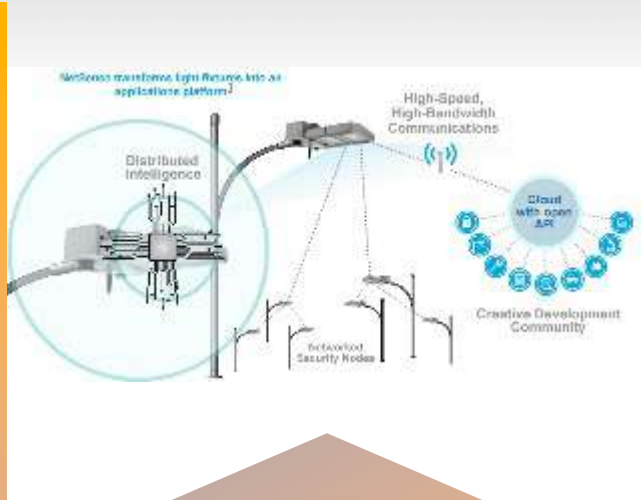 NetSense transforms light fixtures into an
applications platform
High-Speed,
High-Bandwidth
Communications
Distributed
Intelligence
Cloud
with open
API
Creative Development
Community
Networked
Security Nodes